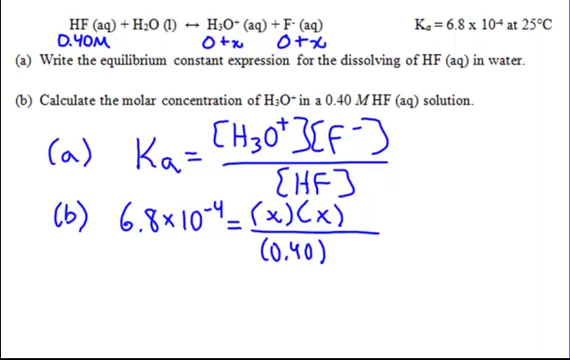 HF (aq) + H₂O (l) ↔ H₃O⁺ (aq) + F⁻ (aq) Kₐ = 6.8 x 10⁻⁴ at 25°C
0.40M 0+x 0+x
(a) Write the equilibrium constant expression for the dissolving of HF (aq) in water.
(b) Calculate the molar concentration of H₃O⁺ in a 0.40 M HF (aq) solution.
(a) Kₐ = [H₃O⁺][F⁻]
[HF]
(b) 6.8×10⁻⁴ = (x)(x)
(0.40)